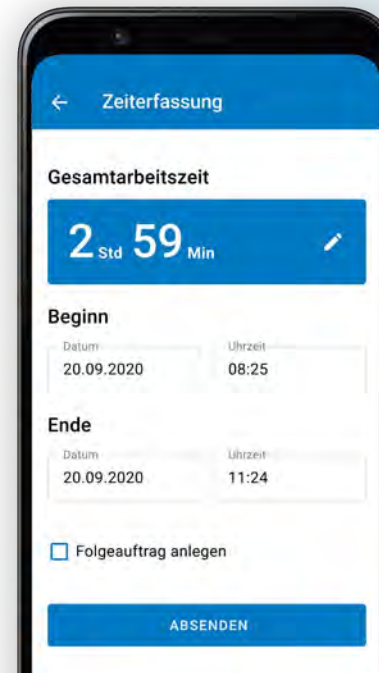 Zeiterfassung
Gesamtarbeitszeit
2 Std 59 Min
Beginn
Datum Uhrzeit
20.09.2020 08:25
Ende
Datum Uhrzeit
20.09.2020 11:24
Folgeauftrag anlegen
ABSENDEN